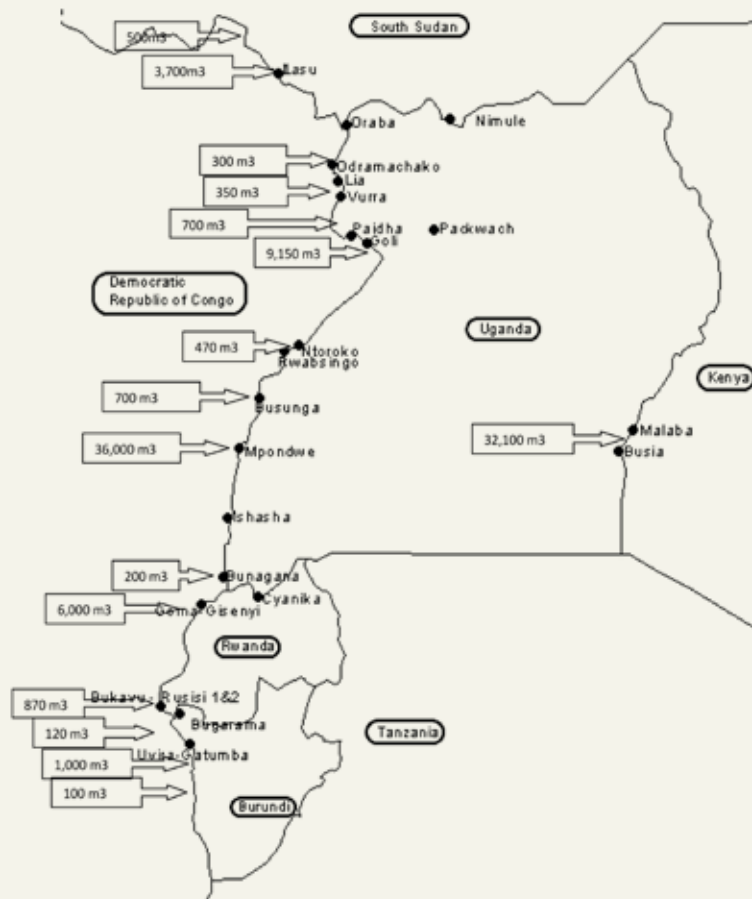 South Sudan
500m3
3,700m3
Oraba
Nimule
300 m3
Odramachako
Lia
350 m3
Vurra
700 m3
Paidha
Packwach
Goli
9,150 m3
Democratic
Republic of Congo
Uganda
470 m3
Ntoroko
Rwabsingo
Kenya
700 m3
Busunga
Malaba
32,100 m3
36,000 m3
Mpondwe
Busia
Ishasha
200 m3
Bunagana
Cyanika
6,000 m3
Goma-Gisenyi
Rwanda
Bukavu - Rusisi 1&2
870 m3
Bugarama
120 m3
Tanzania
Uvisa-Gatumba
1,000 m3
100 m3
Burundi